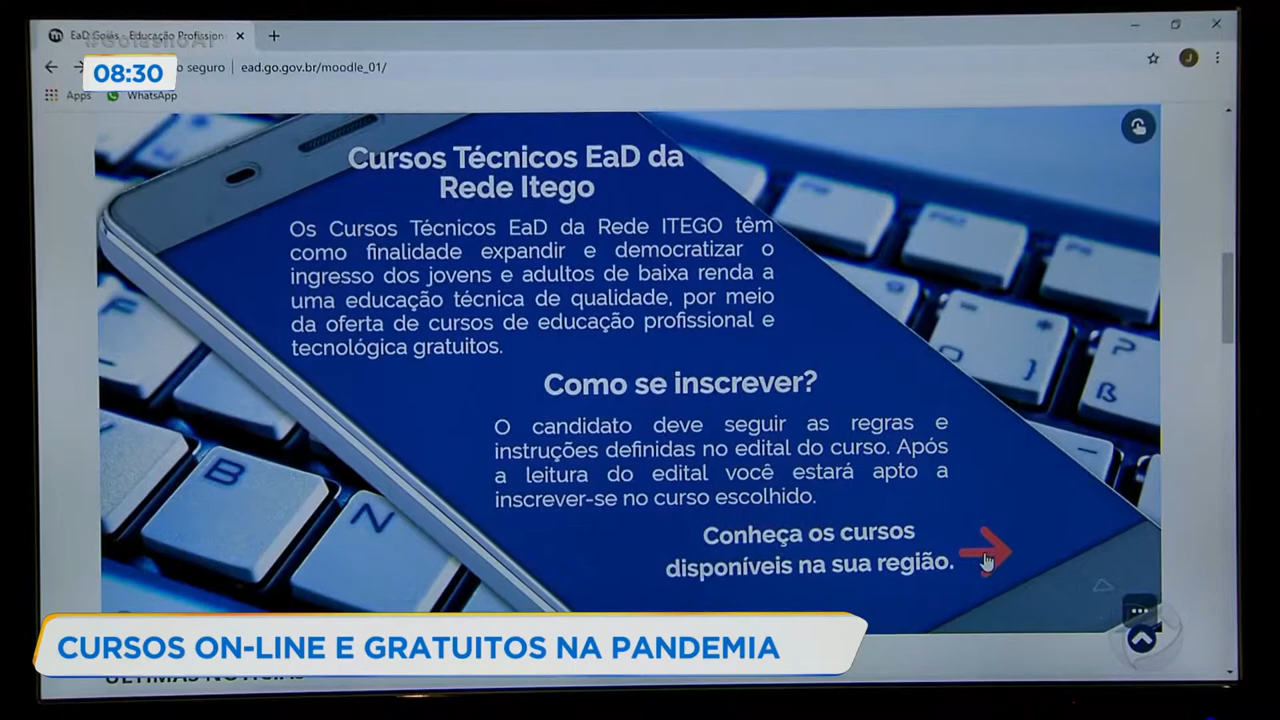 EaD Goiás - Educação Profission
#GoiásnoAr
08:30
o seguro
ead.go.gov.br/moodle_01/
J
Apps
WhatsApp
Cursos Técnicos EaD da
Rede Itego
Os Cursos Técnicos EaD da Rede ITEGO têm
como finalidade expandir e democratizar o
ingresso dos jovens e adultos de baixa renda a
uma educação técnica de qualidade, por meio
da oferta de cursos de educação profissional e
tecnológica gratuitos.
Como se inscrever?
O candidato deve seguir as regras e
instruções definidas no edital do curso. Após
a leitura do edital você estará apto a
inscrever-se no curso escolhido.
Conheça os cursos
disponíveis na sua região.
F
B
N
?
ß
CURSOS ON-LINE E GRATUITOS NA PANDEMIA